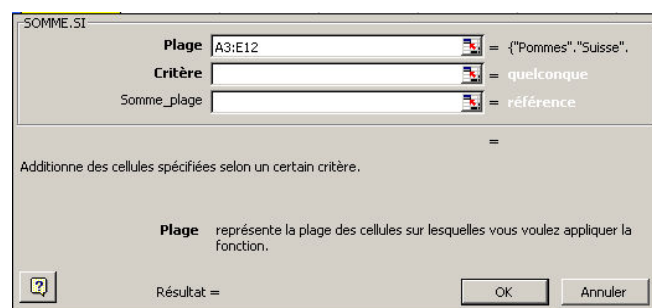 SOMME.SI
Plage A3:E12 = {"Pommes"."Suisse".
Critère = quelconque
Somme_plage = référence
=
Additionne des cellules spécifiées selon un certain critère.
Plage représente la plage des cellules sur lesquelles vous voulez appliquer la
fonction.
? Résultat = OK Annuler